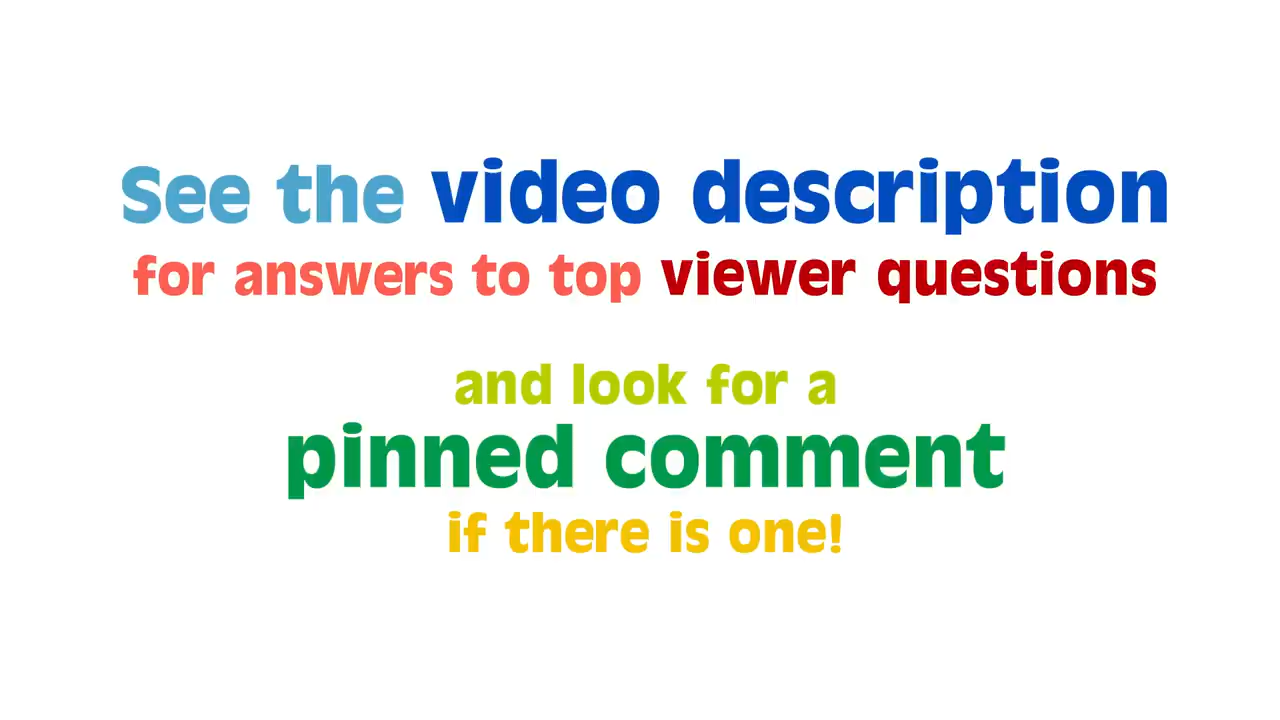 See the video description
for answers to top viewer questions
and look for a
pinned comment
if there is one!